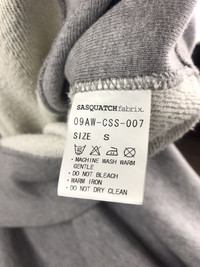 SASQUATCHfabrix.
09AW-CSS-007
SIZE S
• MACHINE WASH WARM
GENTLE
• DO NOT BLEACH
• WARM IRON
• DO NOT DRY CLEAN